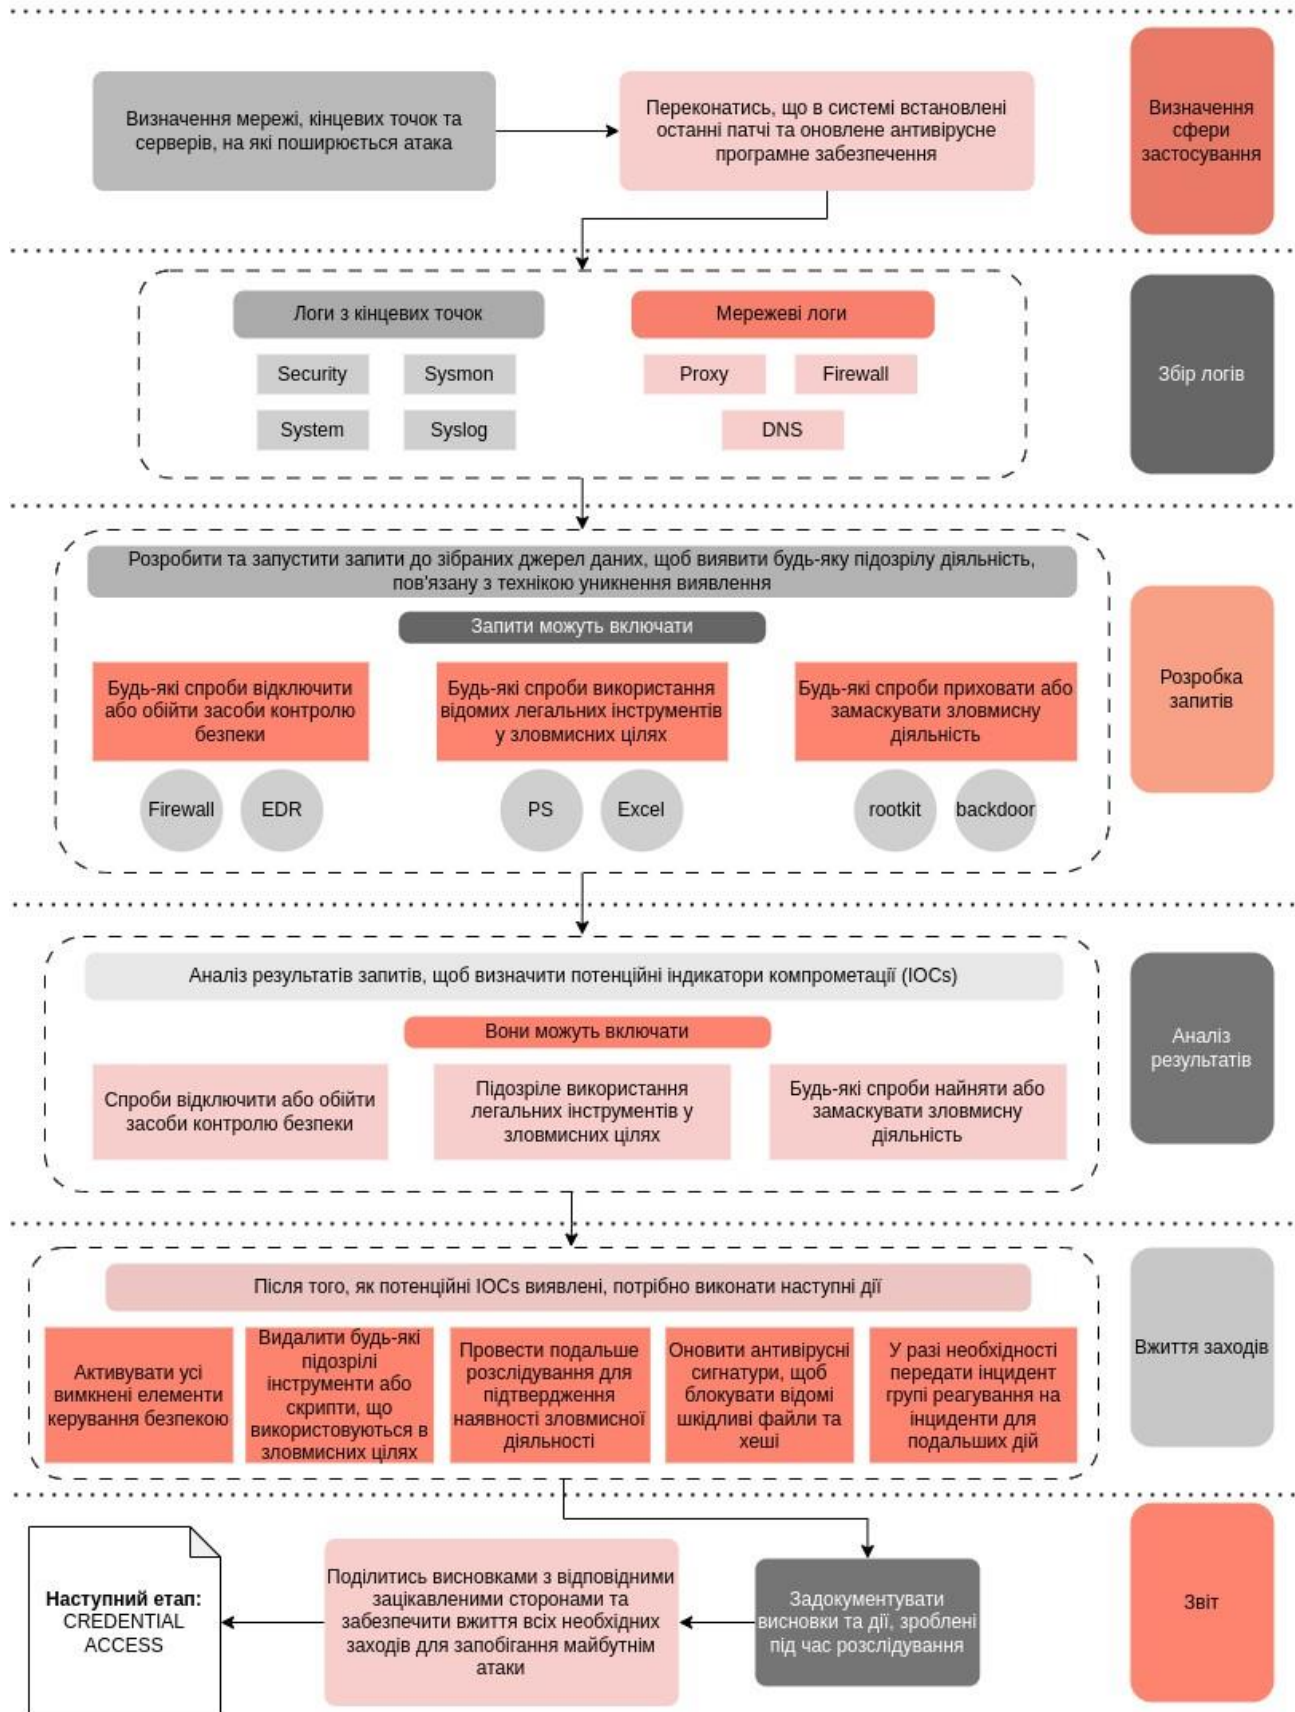 Визначення мережі, кінцевих точок та
серверів, на які поширюється атака
Переконатись, що в системі встановлені
останні патчі та оновлене антивірусне
програмне забезпечення
Визначення
сфери
застосування
Логи з кінцевих точок
Мережеві логи
Security
Sysmon
Proxy
Firewall
System
Syslog
DNS
Збір логів
Розробити та запустити запити до зібраних джерел даних, щоб виявити будь-яку підозрілу діяльність,
пов'язану з технікою уникнення виявлення
Запити можуть включати
Будь-які спроби відключити
або обійти засоби контролю
безпеки
Будь-які спроби використання
відомих легальних інструментів
у зловмисних цілях
Будь-які спроби приховати або
замаскувати зловмисну
діяльність
Firewall
EDR
PS
Excel
rootkit
backdoor
Розробка
запитів
Аналіз результатів запитів, щоб визначити потенційні індикатори компрометації (IOCs)
Вони можуть включати
Спроби відключити або обійти
засоби контролю безпеки
Підозріле використання
легальних інструментів у
зловмисних цілях
Будь-які спроби найняти або
замаскувати зловмисну
діяльність
Аналіз
результатів
Після того, як потенційні IOCs виявлені, потрібно виконати наступні дії
Активувати усі
вимкнені елементи
керування безпекою
Видалити будь-які
підозрілі
інструменти або
скрипти, що
використовуються в
зловмисних цілях
Провести подальше
розслідування для
підтвердження
наявності зловмисної
діяльності
Оновити антивірусні
сигнатури, щоб
блокувати відомі
шкідливі файли та
хеші
У разі необхідності
передати інцидент
групі реагування на
інциденти для
подальших дій
Вжиття заходів
Наступний етап:
CREDENTIAL
ACCESS
Поділитись висновками з відповідними
зацікавленими сторонами та
забезпечити вжиття всіх необхідних
заходів для запобігання майбутнім
атаки
Задокументувати
висновки та дії, зроблені
під час розслідування
Звіт